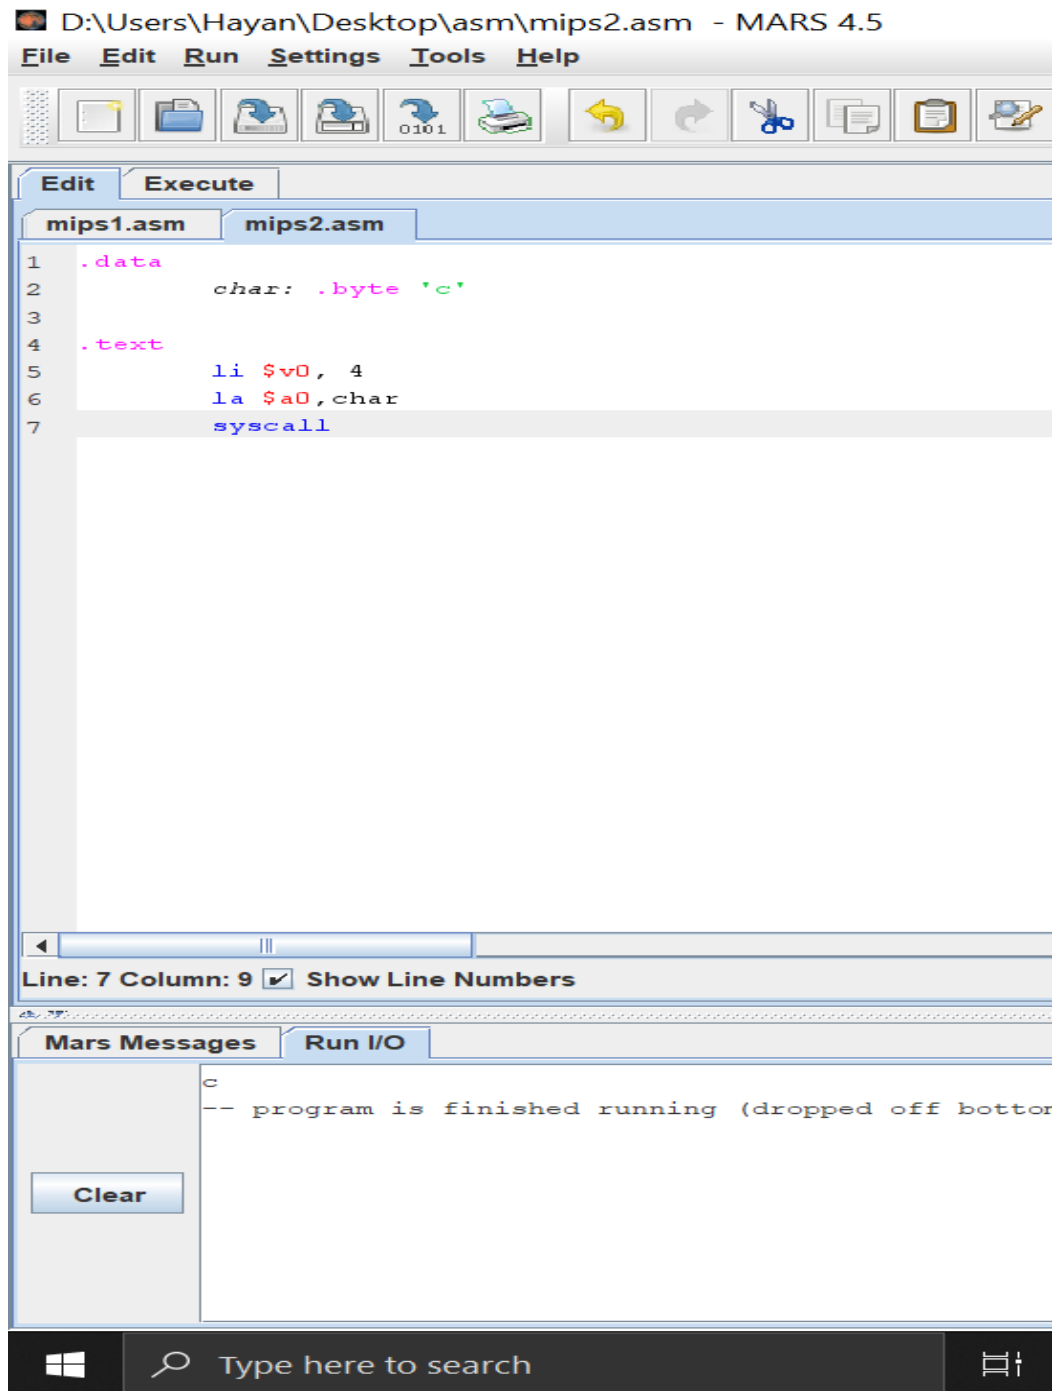 D:\Users\Hayan\Desktop\asm\mips2.asm - MARS 4.5
File Edit Run Settings Tools Help
0101
Edit Execute
mips1.asm mips2.asm
1 .data
2 char: .byte 'c'
3
4 .text
5 li $v0, 4
6 la $a0,char
7 syscall
Line: 7 Column: 9 Show Line Numbers
Mars Messages Run I/O
c
-- program is finished running (dropped off
Clear
Type here to search